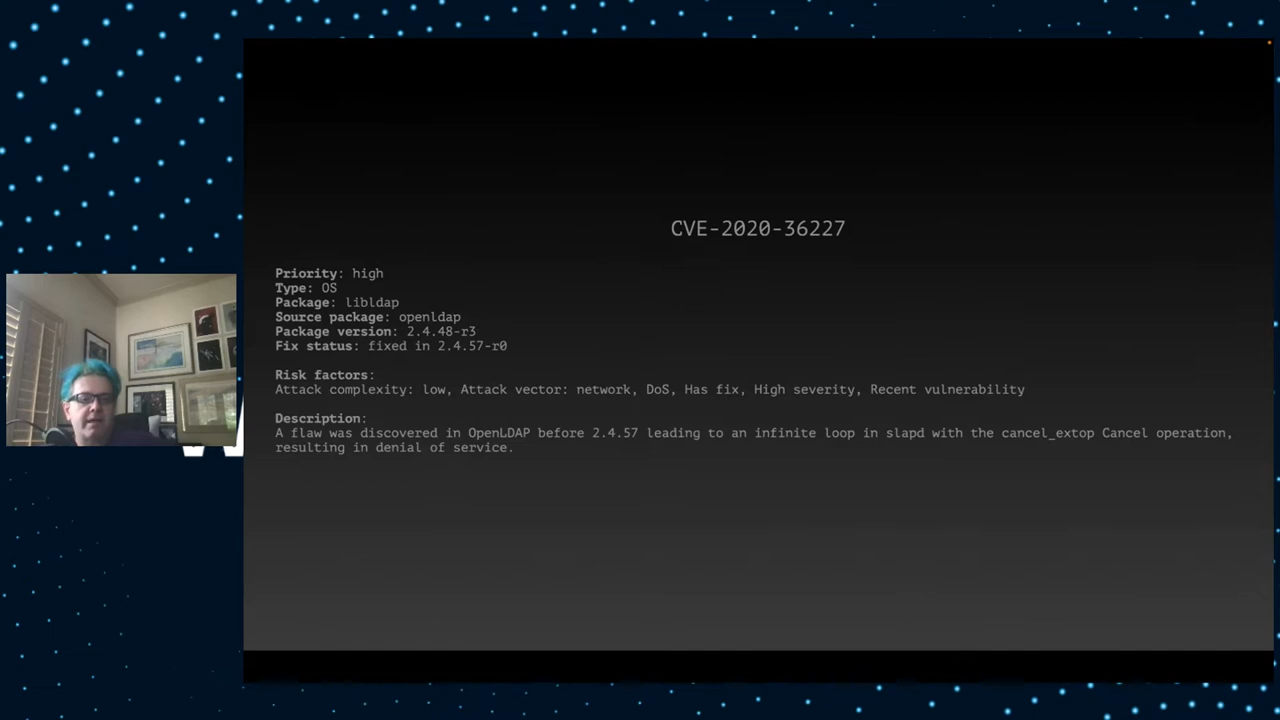 CVE-2020-36227
Priority: high
Type: OS
Package: libldap
Source package: openldap
Package version: 2.4.48-r3
Fix status: fixed in 2.4.57-r0
Risk factors:
Attack complexity: low, Attack vector: network, DoS, Has fix, High severity, Recent vulnerability
Description:
A flaw was discovered in OpenLDAP before 2.4.57 leading to an infinite loop in slapd with the cancel_extop Cancel operation,
resulting in denial of service.